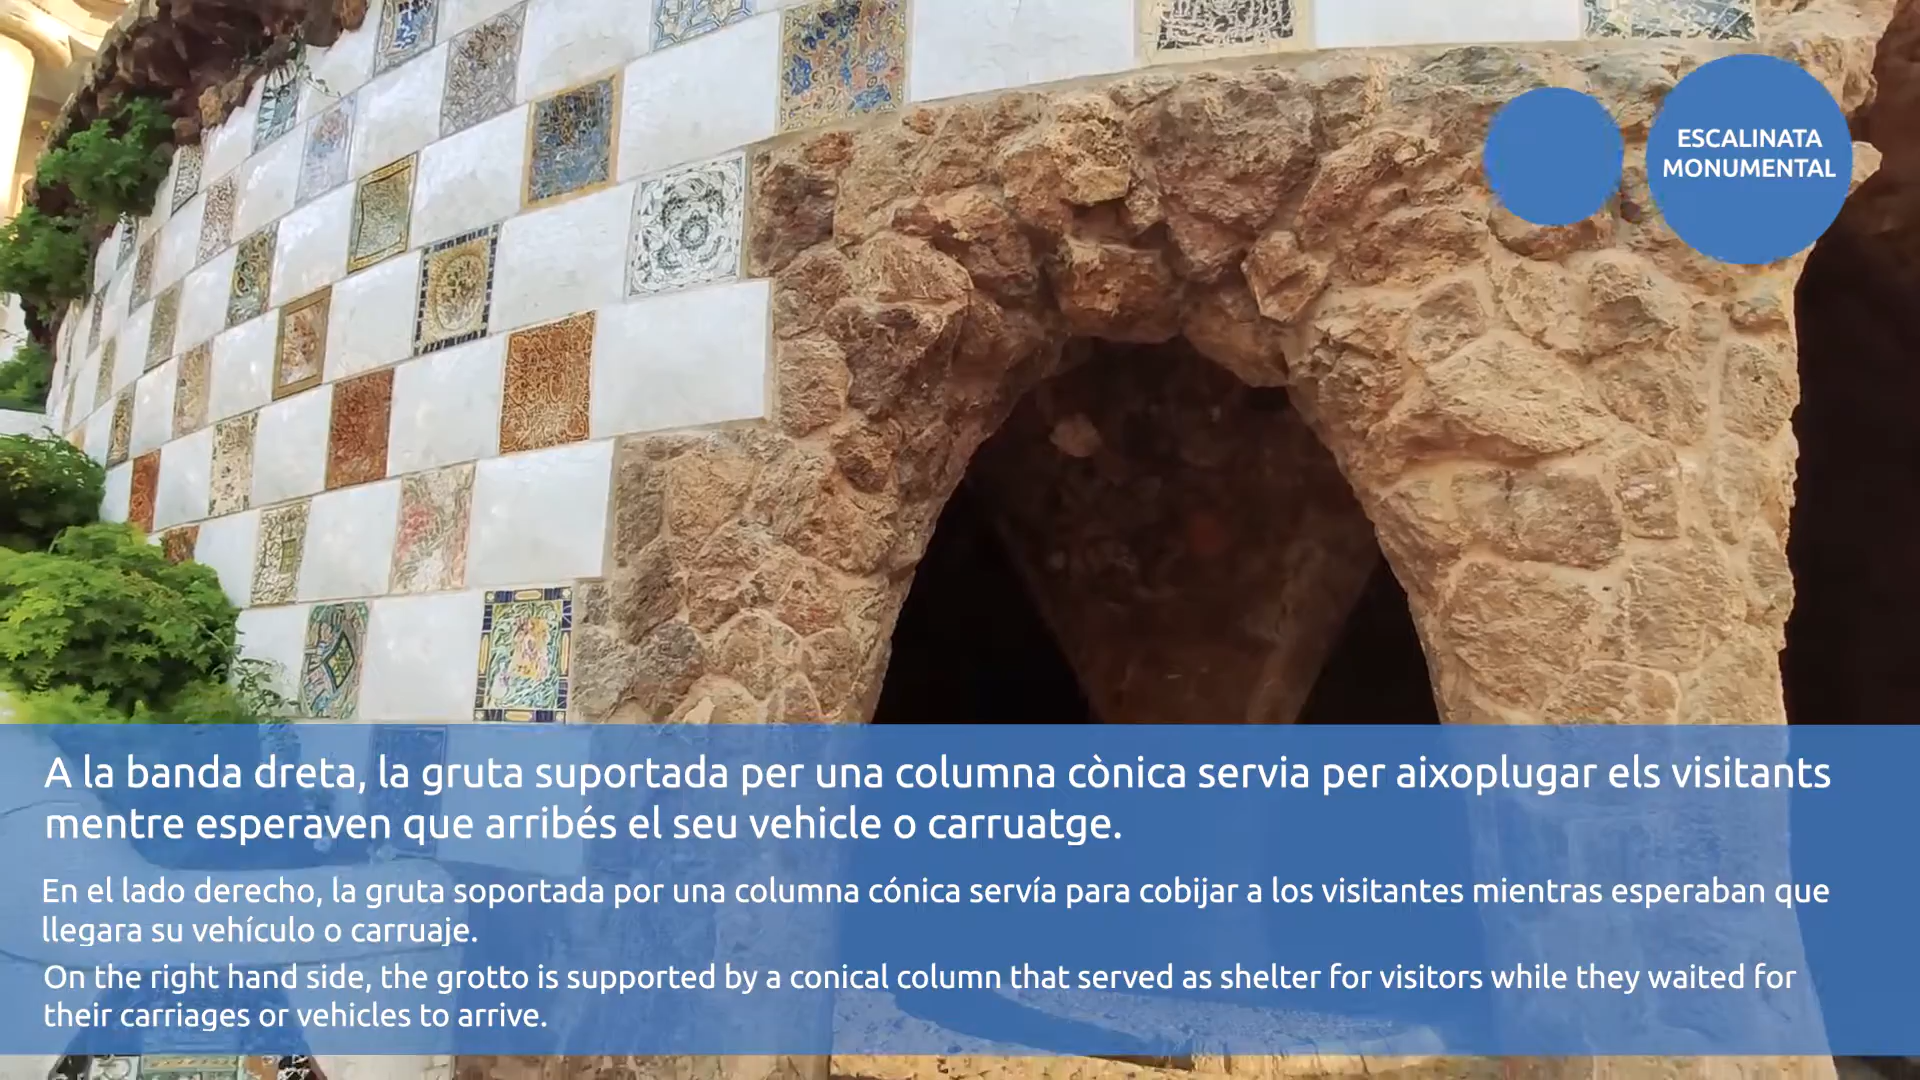 ESCALINATA
MONUMENTAL
A la banda dreta, la gruta suportada per una columna cònica servia per aixoplugar els visitants
mentre esperaven que arribés el seu vehicle o carruatge.
En el lado derecho, la gruta soportada por una columna cónica servía para cobijar a los visitantes mientras esperaban que
llegara su vehículo o carruaje.
On the right hand side, the grotto is supported by a conical column that served as shelter for visitors while they waited for
their carriages or vehicles to arrive.